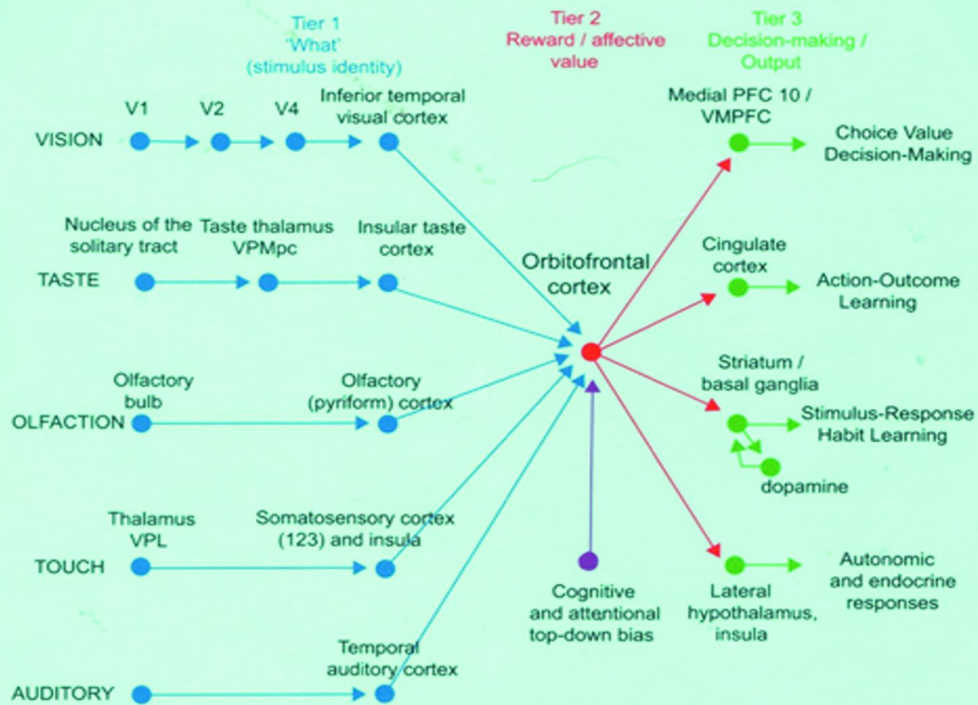 Tier 1
'What'
(stimulus identity)
Tier 2
Reward / affective
value
Tier 3
Decision-making /
Output
VISION
V1
V2
V4
Inferior temporal
visual cortex
Medial PFC 10 /
VMPFC
Choice Value
Decision-Making
TASTE
Nucleus of the
solitary tract
Taste thalamus
VPMpc
Insular taste
cortex
Orbitofrontal
cortex
Cingulate
cortex
Action-Outcome
Learning
OLFACTION
Olfactory
bulb
Olfactory
(pyriform) cortex
Striatum /
basal ganglia
Stimulus-Response
Habit Learning
dopamine
TOUCH
Thalamus
VPL
Somatosensory cortex
(123) and insula
Cognitive
and attentional
top-down bias
Lateral
hypothalamus,
insula
Autonomic
and endocrine
responses
AUDITORY
Temporal
auditory cortex